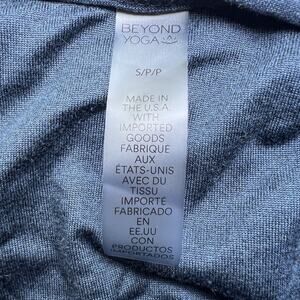 BEYOND
YOGA
S/P/P
MADE IN
THE U.S.A.
WITH
IMPORTED
GOODS
FABRIQUE
AUX
ÉTATS-UNIS
AVEC DU
TISSU
IMPORTÉ
FABRICADO
EN
EE.UU
CON
PRODUCTOS
IMPORTADOS